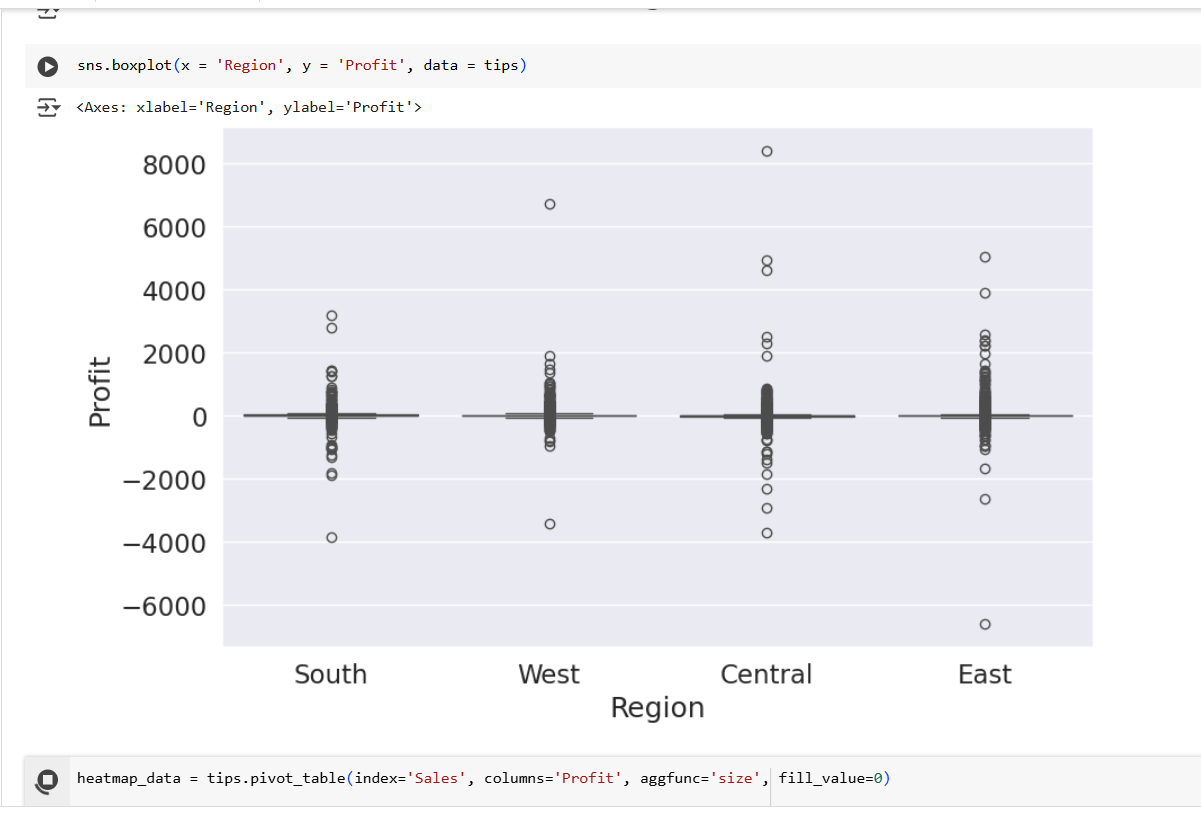 sns.boxplot(x = 'Region', y = 'Profit', data = tips)
<Axes: xlabel='Region', ylabel='Profit'>
8000
6000
4000
2000
0
−2000
−4000
−6000
Profit
South West Central East
Region
heatmap_data = tips.pivot_table(index='Sales', columns='Profit', aggfunc='size', fill_value=0)